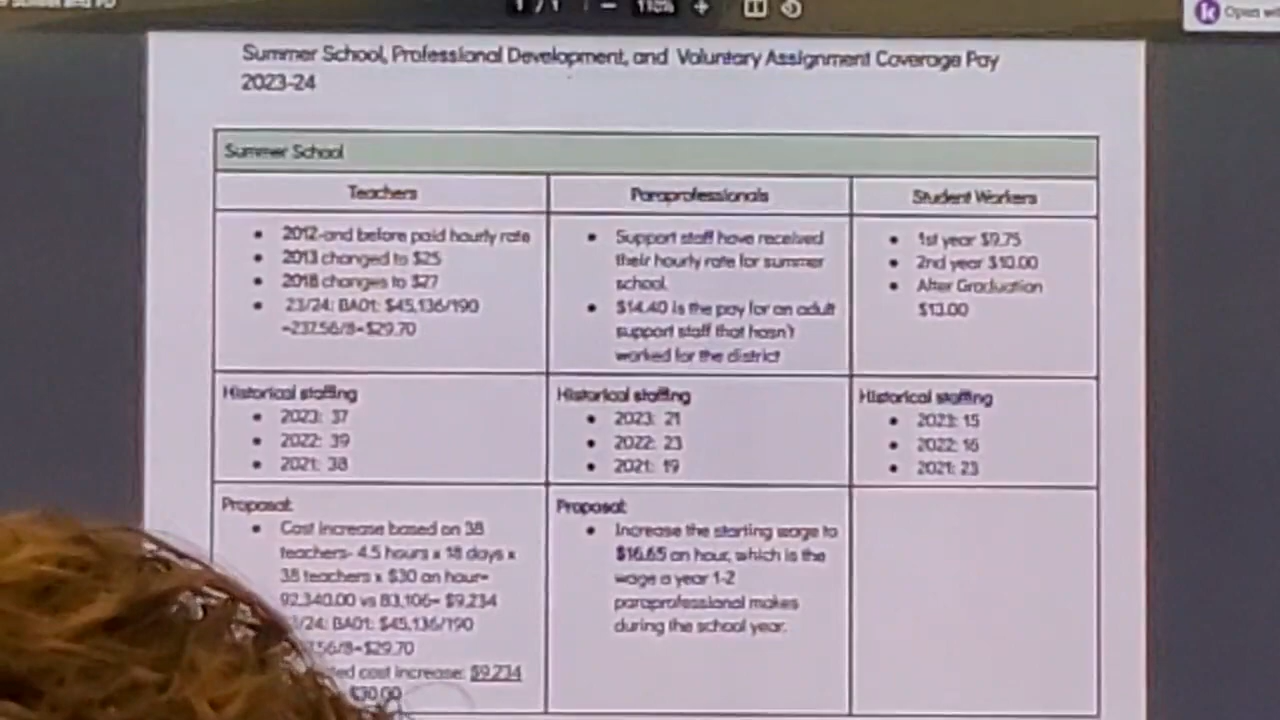 1 / 1 — 110% +
Open
Summer School, Professional Development, and Voluntary Assignment Coverage Pay
2023-24
Summer School
Teachers
Paraprofessionals
Student Workers
• 2012-and before paid hourly rate
• 2013 changed to $25
• 2018 changes to $27
• 23/24: BA01: $45,136/190
=237.56/8=$29.70
• Support staff have received
their hourly rate for summer
school.
• $14.40 is the pay for an adult
support staff that hasn't
worked for the district
• 1st year $9.75
• 2nd year $10.00
• After Graduation
$13.00
Historical staffing
• 2023: 37
• 2022: 39
• 2021: 38
Historical staffing
• 2023: 21
• 2022: 23
• 2021: 19
Historical staffing
• 2023: 15
• 2022: 16
• 2021: 23
Proposal:
• Cost increase based on 38
teachers- 4.5 hours x 18 days x
38 teachers x $30 an hour=
92,340.00 vs 83,106= $9,234
/24: BA01: $45,136/190
.56/8=$29.70
cost increase: $9,234
$30.00
Proposal:
• Increase the starting wage to
$16.65 an hour, which is the
wage a year 1-2
paraprofessional makes
during the school year.